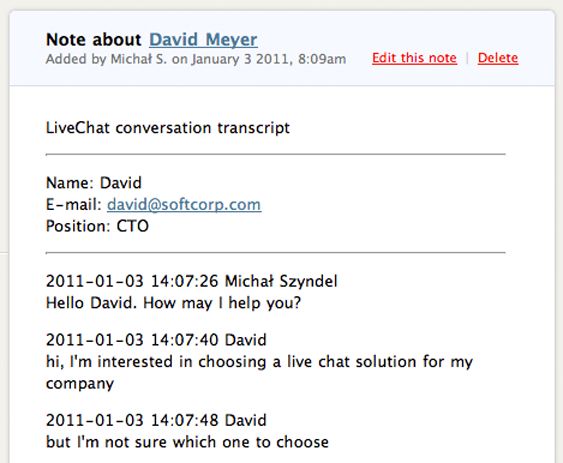 Note about David Meyer
Added by Michał S. on January 3 2011, 8:09am
Edit this note | Delete
LiveChat conversation transcript
Name: David
E-mail: david@softcorp.com
Position: CTO
2011-01-03 14:07:26 Michał Szyndel
Hello David. How may I help you?
2011-01-03 14:07:40 David
hi, I'm interested in choosing a live chat solution for my
company
2011-01-03 14:07:48 David
but I'm not sure which one to choose